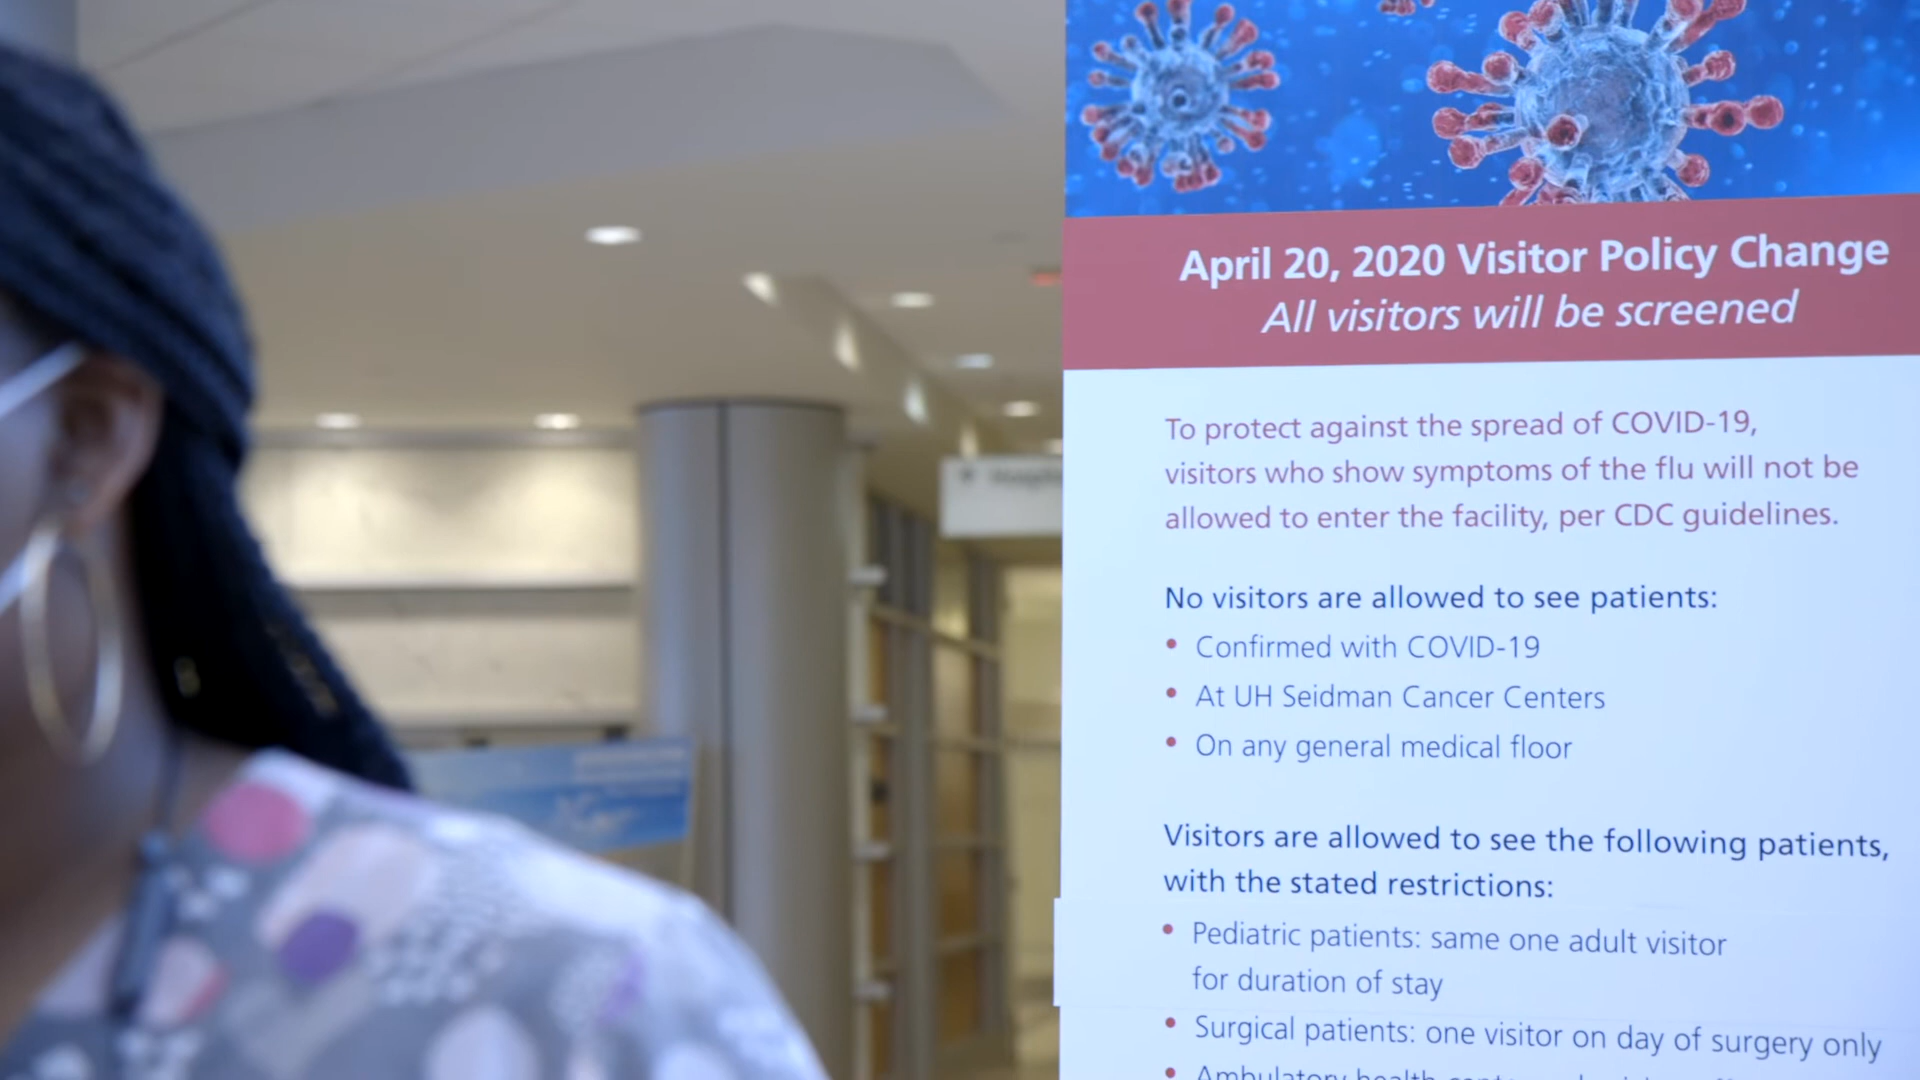 April 20, 2020 Visitor Policy Change
All visitors will be screened
To protect against the spread of COVID-19,
visitors who show symptoms of the flu will not be
allowed to enter the facility, per CDC guidelines.
No visitors are allowed to see patients:
• Confirmed with COVID-19
• At UH Seidman Cancer Centers
• On any general medical floor
Visitors are allowed to see the following patients,
with the stated restrictions:
• Pediatric patients: same one adult visitor
for duration of stay
• Surgical patients: one visitor on day of surgery only
• Ambulatory health